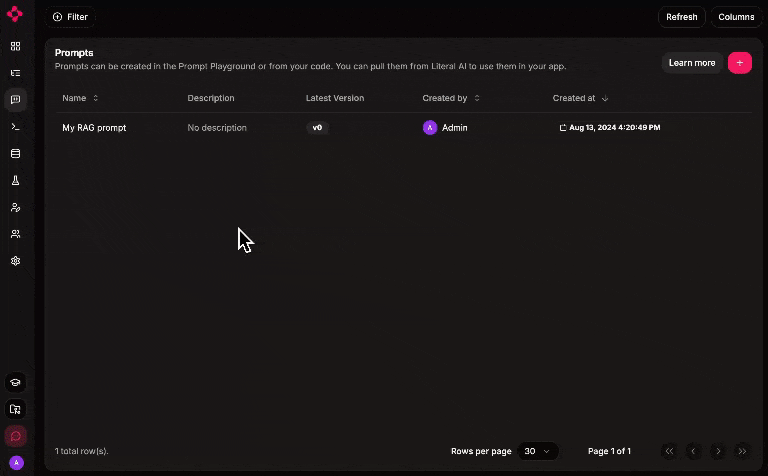 Filter
Refresh
Columns
Prompts
Prompts can be created in the Prompt Playground or from your code. You can pull them from Literal AI to use them in your app.
Learn more
+
Name
Description
Latest Version
Created by
Created at
My RAG prompt
No description
v0
A
Admin
Aug 13, 2024 4:20:49 PM
1 total row(s).
Rows per page
30
Page 1 of 1
A